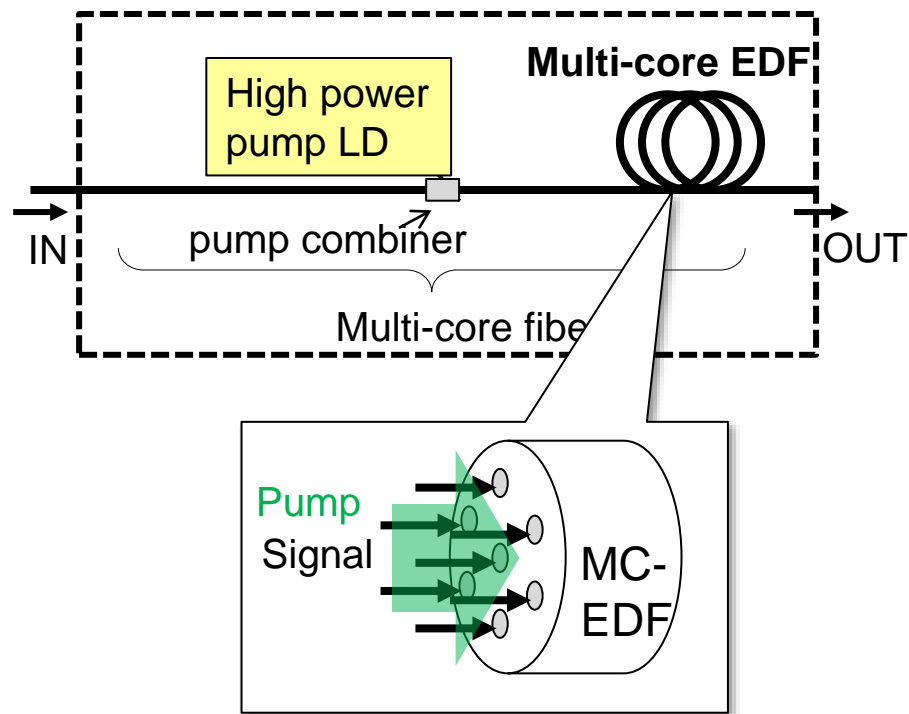 Multi-core EDF
High power
pump LD
IN
pump combiner
OUT
Multi-core fibe
Pump
Signal
MC-
EDF